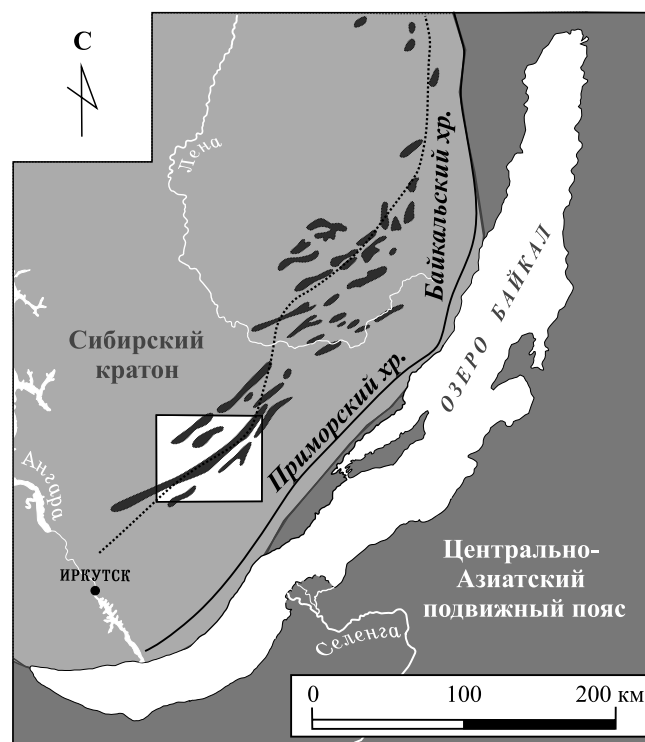 С
Лена
Байкальский хр.
Сибирский
кратон
ОЗЕРО БАЙКАЛ
Приморский хр.
Ангара
ИРКУТСК
Центрально-
Азиатский
подвижный пояс
Селенга
0 100 200 км